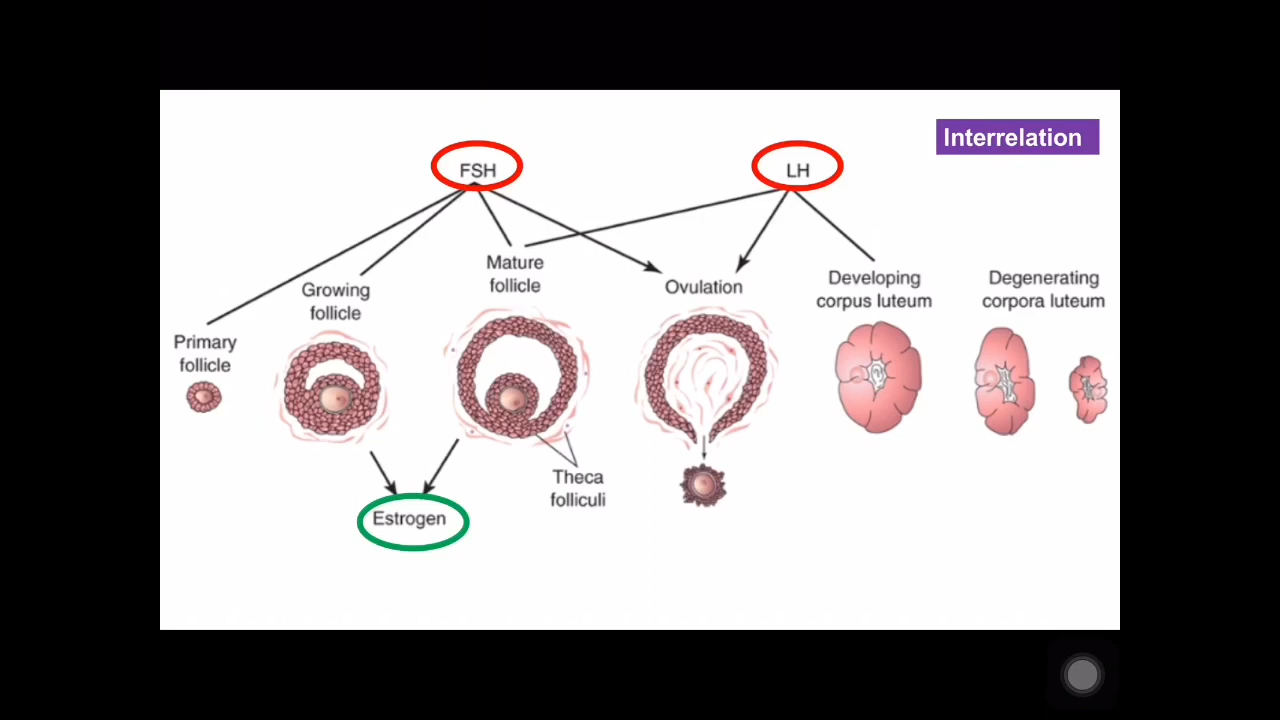 Interrelation
FSH
LH
Mature
follicle
Growing
follicle
Primary
follicle
Ovulation
Developing
corpus luteum
Degenerating
corpora luteum
Theca
folliculi
Estrogen